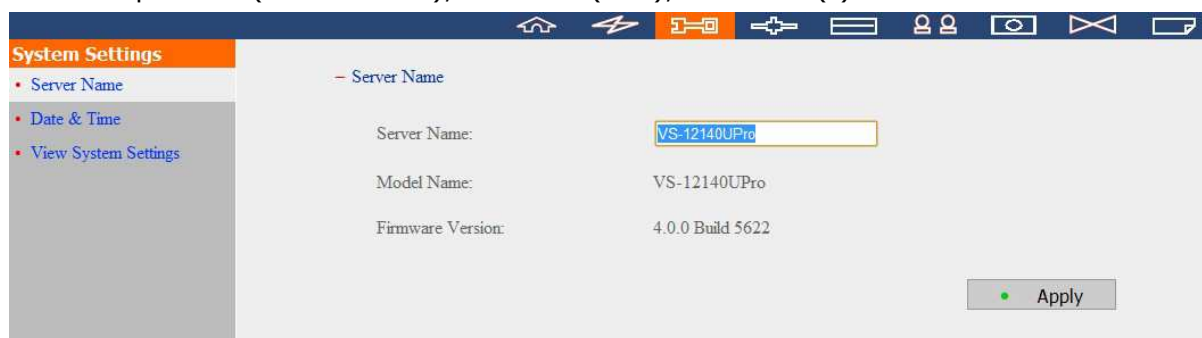 System Settings
• Server Name
• Date & Time
• View System Settings
– Server Name
Server Name: VS-12140UPro
Model Name: VS-12140UPro
Firmware Version: 4.0.0 Build 5622
• Apply